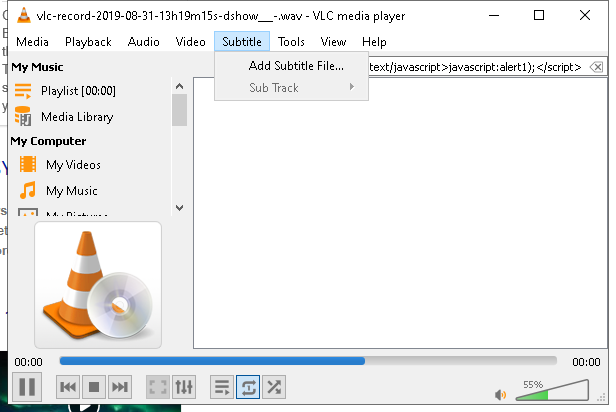 vlc-record-2019-08-31-13h19m15s-dshow__-.wav - VLC media player
Media Playback Audio Video Subtitle Tools View Help
My Music
Add Subtitle File...
text/javascript>javascript:alert1);</script>
Playlist [00:00]
Sub Track
Media Library
My Computer
My Videos
My Music
My Pictures
00:00
00:00
55%